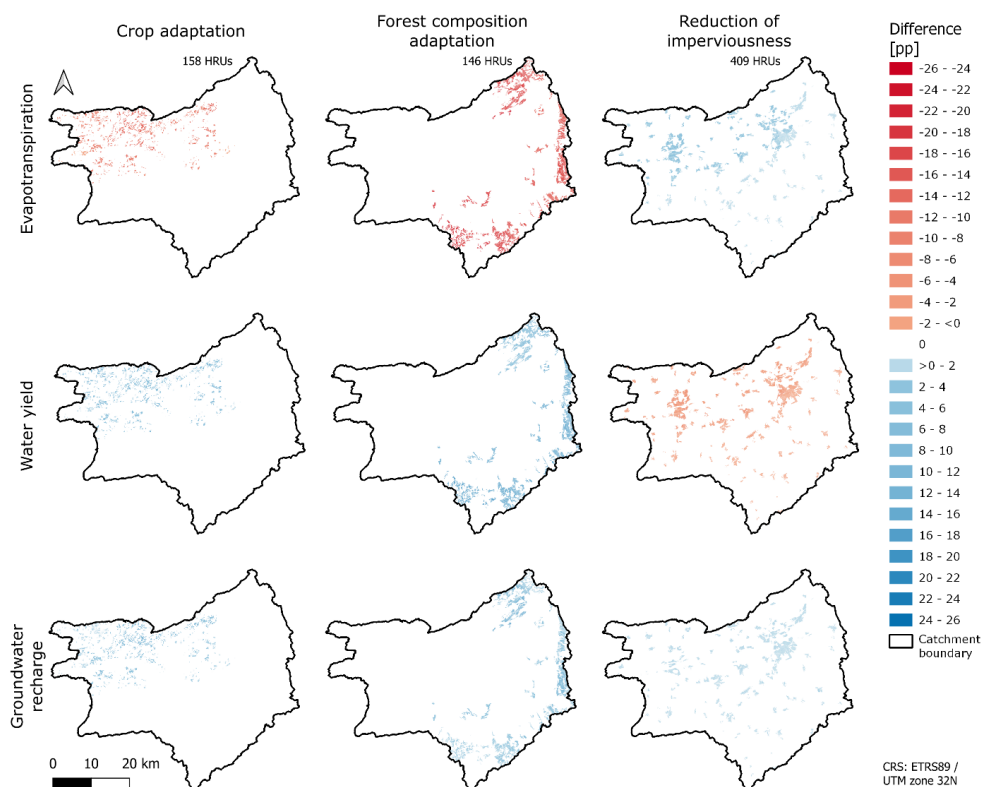 Crop adaptation
158 HRUs
Forest composition
adaptation
146 HRUs
Reduction of
imperviousness
409 HRUs
Evapotranspiration
Water yield
Groundwater
recharge
Difference
[pp]
-26 - -24
-24 - -22
-22 - -20
-20 - -18
-18 - -16
-16 - -14
-14 - -12
-12 - -10
-10 - -8
-8 - -6
-6 - -4
-4 - -2
-2 - <0
0
>0 - 2
2 - 4
4 - 6
6 - 8
8 - 10
10 - 12
12 - 14
14 - 16
16 - 18
18 - 20
20 - 22
22 - 24
24 - 26
Catchment
boundary
0 10 20 km
CRS: ETRS89 /
UTM zone 32N